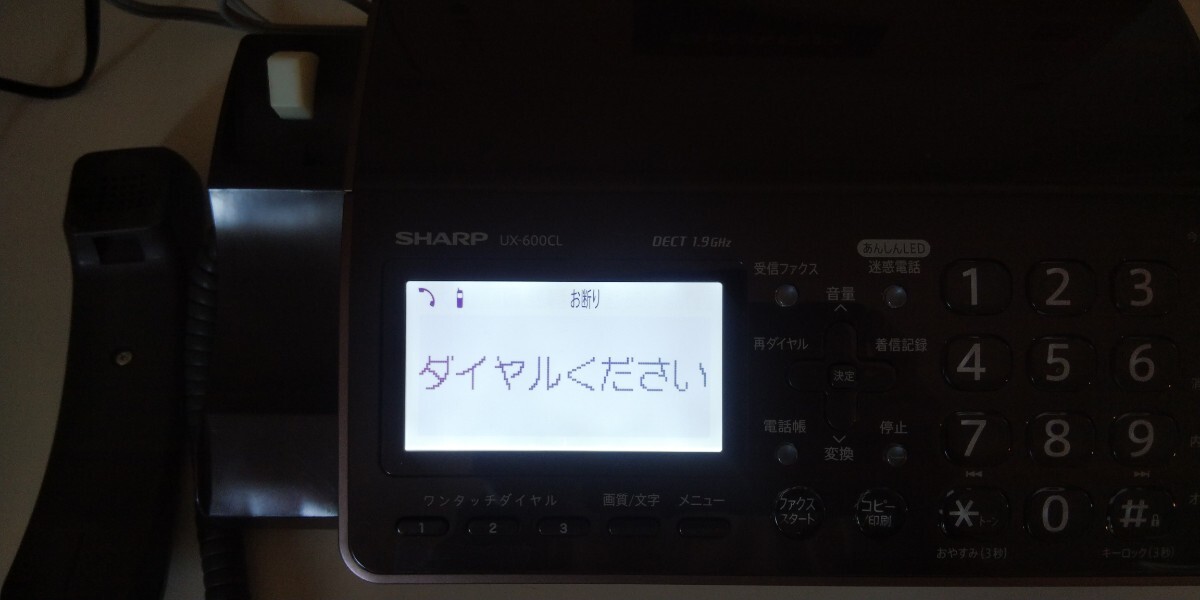 SHARP UX-600CL DECT 1.9GHz
あんしんLED
受信ファクス 迷惑電話
音量
お断り
ダイヤルください
再ダイヤル 着信記録
決定
電話帳 停止
変換
ワンタッチダイヤル 画質/文字 メニュー
1 2 3
ファクス
スタート
コピー
/印刷
1 2 3
4 5 6
7 8 9
* トーン 0 #
おやすみ(3秒) キーロック(3秒)